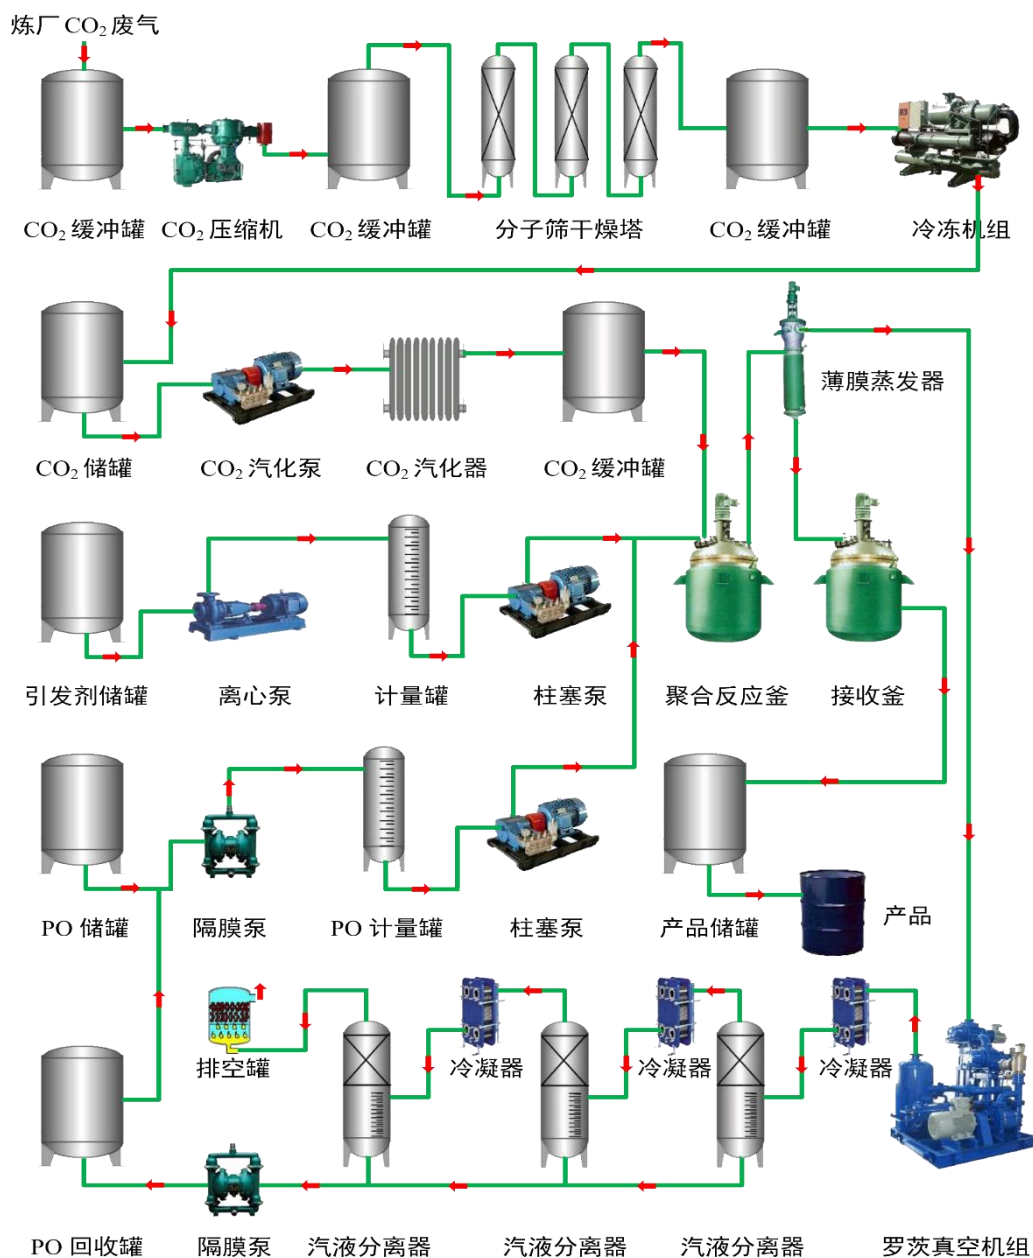 炼厂 CO2 废气
CO2 缓冲罐 CO2 压缩机 CO2 缓冲罐 分子筛干燥塔 CO2 缓冲罐 冷冻机组
薄膜蒸发器
CO2 储罐 CO2 汽化泵 CO2 汽化器 CO2 缓冲罐
引发剂储罐 离心泵 计量罐 柱塞泵 聚合反应釜 接收釜
产品
PO 储罐 隔膜泵 PO 计量罐 柱塞泵 产品储罐
排空罐 冷凝器 冷凝器 冷凝器
PO 回收罐 隔膜泵 汽液分离器 汽液分离器 汽液分离器 罗茨真空机组